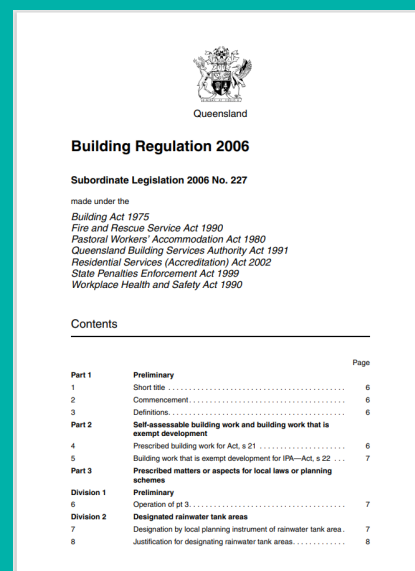 Queensland
Building Regulation 2006
Subordinate Legislation 2006 No. 227
made under the
Building Act 1975
Fire and Rescue Service Act 1990
Pastoral Workers' Accommodation Act 1980
Queensland Building Services Authority Act 1991
Residential Services (Accreditation) Act 2002
State Penalties Enforcement Act 1999
Workplace Health and Safety Act 1990
Contents
Page
Part 1 Preliminary
1 Short title . . . . . . . . . . . . . . . . . . . . . . . . . . . . . . . . . . . . . . . . . 6
2 Commencement . . . . . . . . . . . . . . . . . . . . . . . . . . . . . . . . . . . . 6
3 Definitions. . . . . . . . . . . . . . . . . . . . . . . . . . . . . . . . . . . . . . . . . 6
Part 2 Self-assessable building work and building work that is
exempt development
4 Prescribed building work for Act, s 21 . . . . . . . . . . . . . . . . . . . . 6
5 Building work that is exempt development for IPA—Act, s 22 . . . 7
Part 3 Prescribed matters or aspects for local laws or planning
schemes
Division 1 Preliminary
6 Operation of pt 3. . . . . . . . . . . . . . . . . . . . . . . . . . . . . . . . . . . . 7
Division 2 Designated rainwater tank areas
7 Designation by local planning instrument of rainwater tank area . 7
8 Justification for designating rainwater tank areas. . . . . . . . . . . . 8